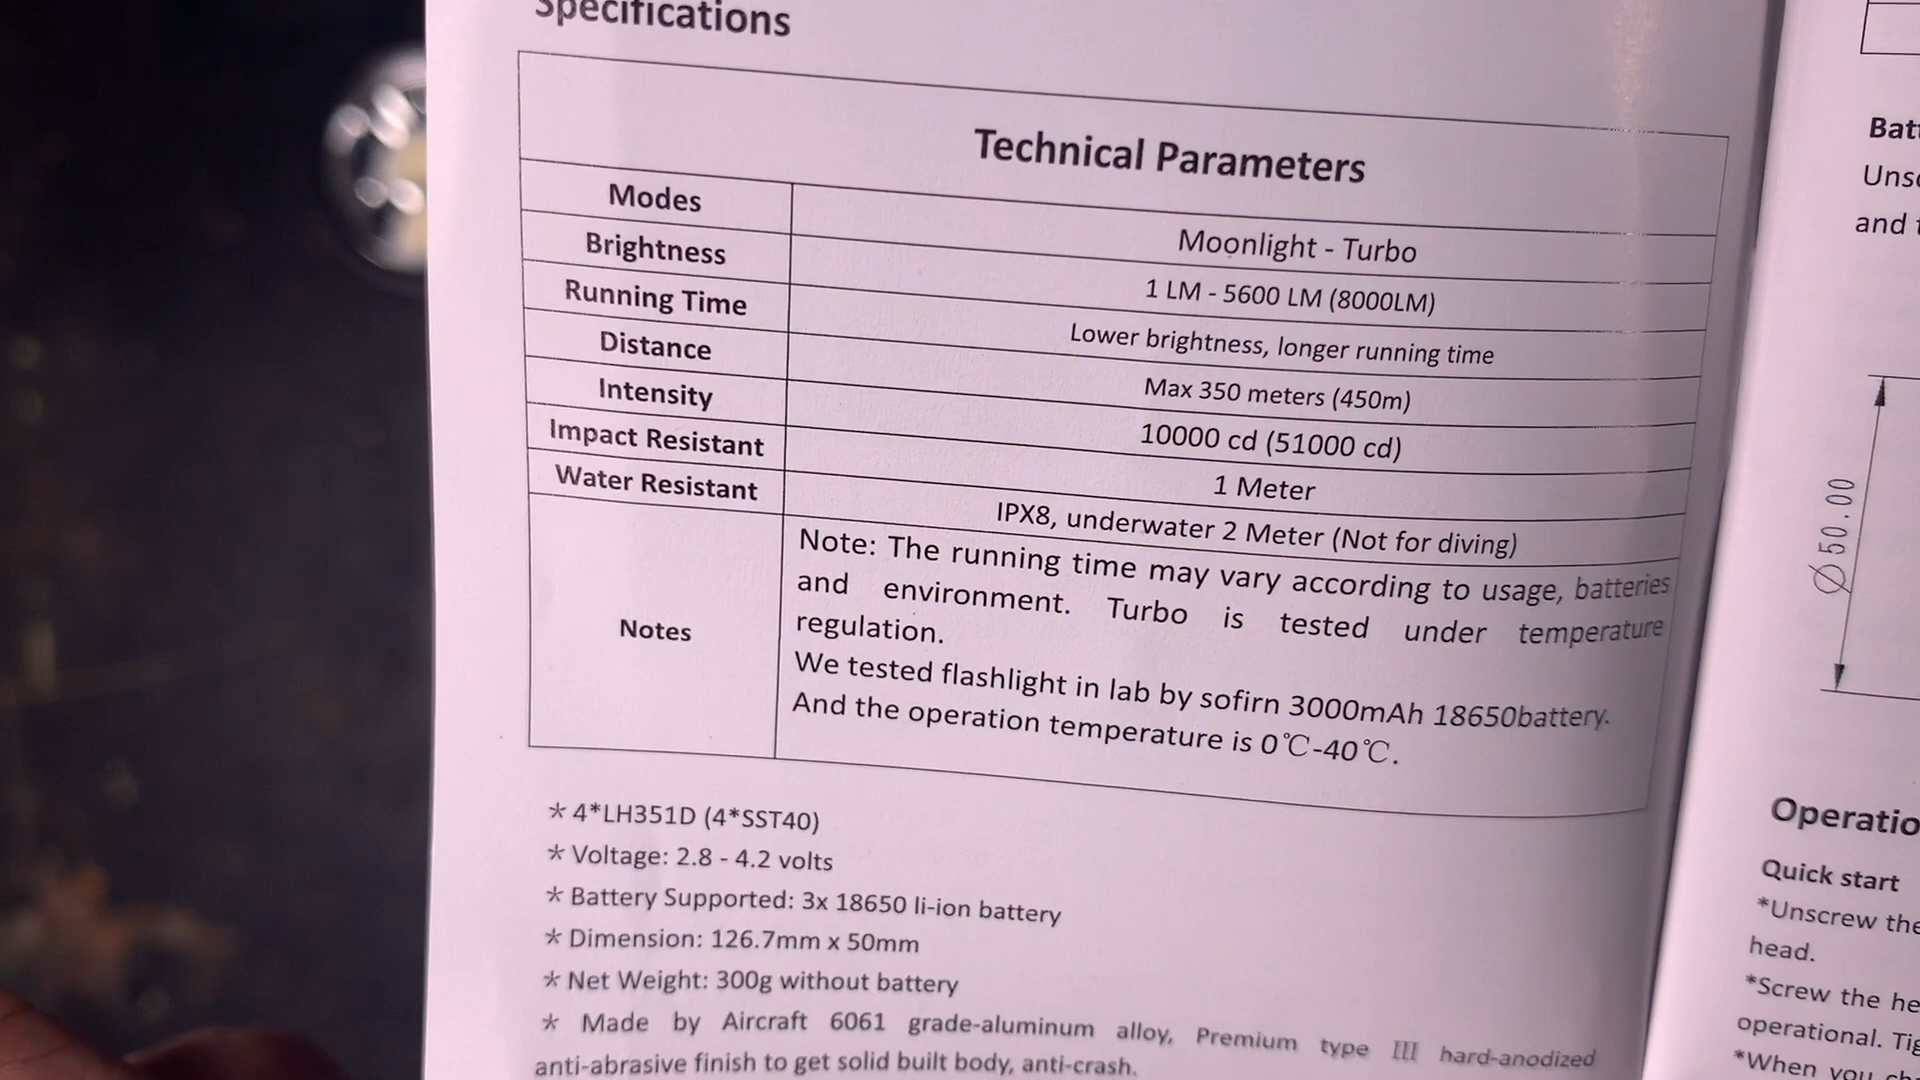 Specifications
Technical Parameters
Modes
Moonlight - Turbo
Brightness
1 LM - 5600 LM (8000LM)
Running Time
Lower brightness, longer running time
Distance
Max 350 meters (450m)
Intensity
10000 cd (51000 cd)
Impact Resistant
1 Meter
Water Resistant
IPX8, underwater 2 Meter (Not for diving)
Notes
Note: The running time may vary according to usage, batteries
and environment. Turbo is tested under temperature
regulation.
We tested flashlight in lab by sofirn 3000mAh 18650battery.
And the operation temperature is 0℃-40℃.
* 4*LH351D (4*SST40)
* Voltage: 2.8 - 4.2 volts
* Battery Supported: 3x 18650 li-ion battery
* Dimension: 126.7mm x 50mm
* Net Weight: 300g without battery
* Made by Aircraft 6061 grade-aluminum alloy, Premium type III hard-anodized
anti-abrasive finish to get solid built body, anti-crash.
and
Ø50.00
Quick start
*Unscrew the
head.
*Screw the
operational.
*When you